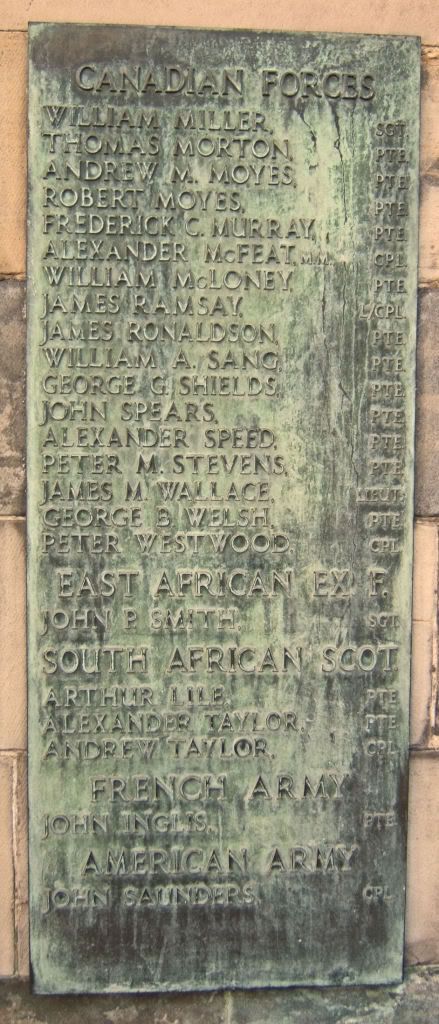 CANADIAN FORCES
WILLIAM MILLER, SGT.
THOMAS MORTON, PTE.
ANDREW M. MOYES, PTE.
ROBERT MOYES, PTE.
FREDERICK C. MURRAY, PTE.
ALEXANDER McFEAT, M.M., CPL.
WILLIAM McLONEY, PTE.
JAMES RAMSAY, L/CPL.
JAMES RONALDSON, PTE.
WILLIAM A. SANG, PTE.
GEORGE G. SHIELDS, PTE.
JOHN SPEARS, PTE.
ALEXANDER SPEED, PTE.
PETER M. STEVENS, PTE.
JAMES M. WALLACE, LIEUT.
GEORGE B. WELSH, PTE.
PETER WESTWOOD, CPL.
EAST AFRICAN EX. F.
JOHN P. SMITH, SGT.
SOUTH AFRICAN SCOT.
ARTHUR LILE, PTE.
ALEXANDER TAYLOR, PTE.
ANDREW TAYLOR, CPL.
FRENCH ARMY
JOHN INGLIS, PTE.
AMERICAN ARMY
JOHN SAUNDERS, CPL.